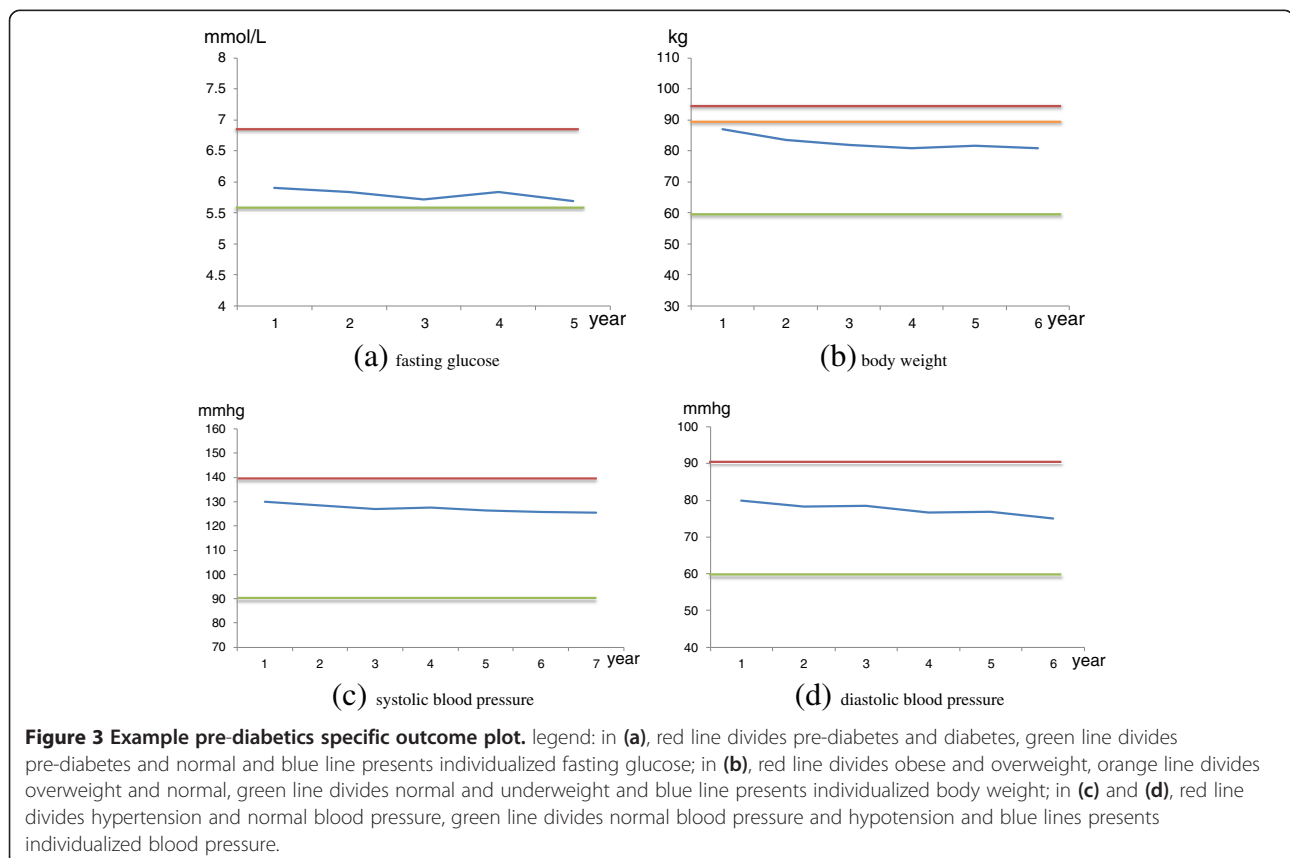 mmol/L
8
7.5
7
6.5
6
5.5
5
4.5
4
1 2 3 4 5 year
(a) fasting glucose
kg
110
100
90
80
70
60
50
40
30
1 2 3 4 5 6 year
(b) body weight
mmhg
160
150
140
130
120
110
100
90
80
70
1 2 3 4 5 6 7 year
(c) systolic blood pressure
mmhg
100
90
80
70
60
50
40
1 2 3 4 5 6 year
(d) diastolic blood pressure
Figure 3 Example pre-diabetics specific outcome plot. legend: in (a), red line divides pre-diabetes and diabetes, green line divides
pre-diabetes and normal and blue line presents individualized fasting glucose; in (b), red line divides obese and overweight, orange line divides
overweight and normal, green line divides normal and underweight and blue line presents individualized body weight; in (c) and (d), red line
divides hypertension and normal blood pressure, green line divides normal blood pressure and hypotension and blue lines presents
individualized blood pressure.